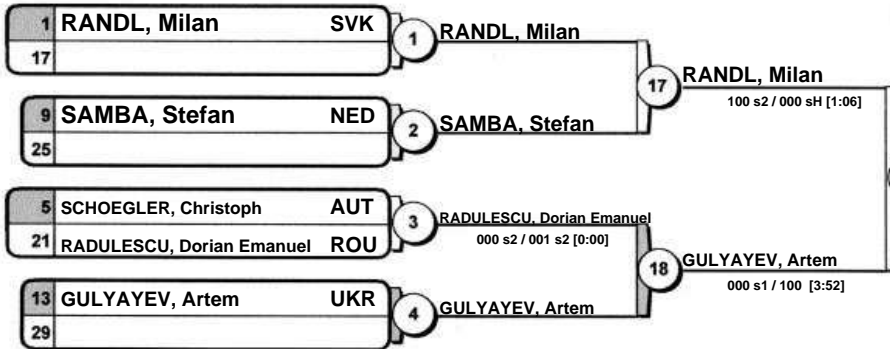 1 RANDL, Milan SVK
17
1
RANDL, Milan
9 SAMBA, Stefan NED
25
2
SAMBA, Stefan
17
RANDL, Milan
100 s2 / 000 sH [1:06]
5 SCHOEGLER, Christoph AUT
21 RADULESCU, Dorian Emanuel ROU
3
RADULESCU, Dorian Emanuel
000 s2 / 001 s2 [0:00]
13 GULYAYEV, Artem UKR
29
4
GULYAYEV, Artem
18
GULYAYEV, Artem
000 s1 / 100 [3:52]